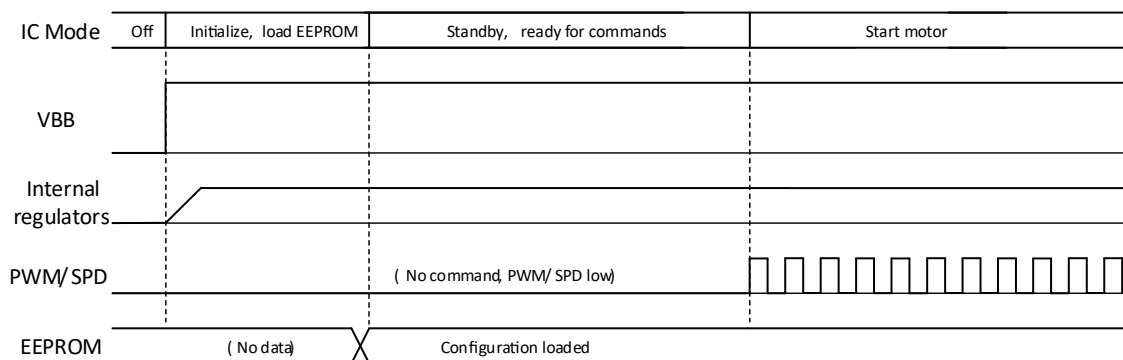 IC Mode Off Initialize, load EEPROM Standby, ready for commands Start motor
VBB
Internal
regulators
PWM/ SPD ( No command, PWM/ SPD low)
EEPROM ( No data) Configuration loaded